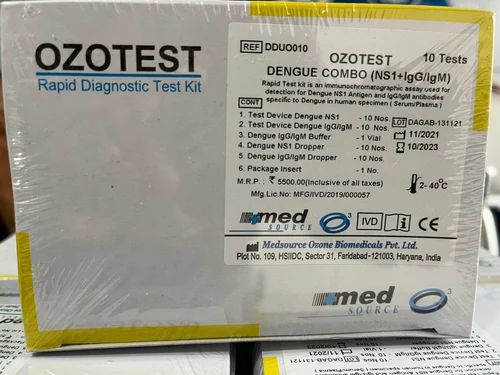 OZOTEST
Rapid Diagnostic Test Kit
REF DDUO010
OZOTEST 10 Tests
DENGUE COMBO (NS1+IgG/IgM)
Rapid Test kit is an immunochromatographic assay used for
detection for Dengue NS1 Antigen and IgG/IgM antibodies
specific to Dengue in human specimen ( Serum/Plasma )
CONT
1. Test Device Dengue NS1 - 10 Nos.
2. Test Device Dengue IgG/IgM - 10 Nos.
3. Dengue IgG/IgM Buffer - 1 Vial
4. Dengue NS1 Dropper - 10 Nos.
5. Dengue IgG/IgM Dropper - 10 Nos.
6. Package Insert - 1 No.
LOT DAGAB-131121
11/2021
10/2023
M.R.P. : ₹ 5500.00(Inclusive of all taxes)
Mfg.Lic.No: MFG/IVD/2019/000057
2- 40°C
med SOURCE O3 IVD i CE
Medsource Ozone Biomedicals Pvt. Ltd.
Plot No. 109, HSIIDC, Sector 31, Faridabad-121003, Haryana, India
med SOURCE O3